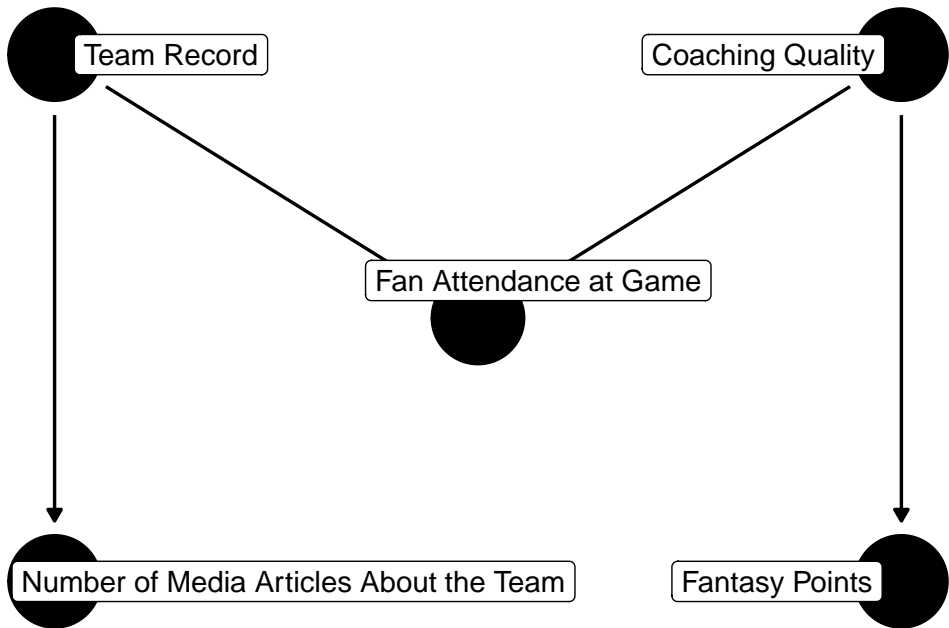 Team Record
Coaching Quality
Fan Attendance at Game
Number of Media Articles About the Team
Fantasy Points